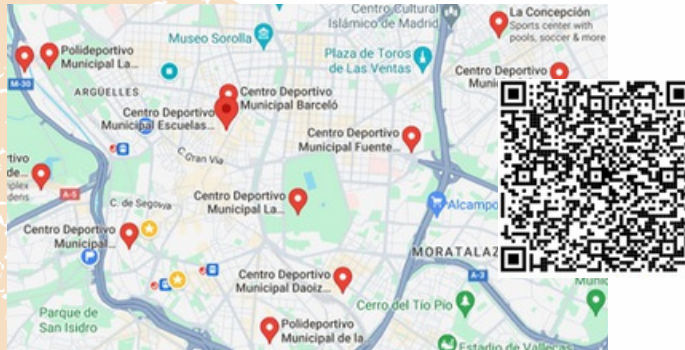 Centro Cultural
Islámico de Madrid
La Concepción
Sports center with
pools, soccer & more
Museo Sorolla
Plaza de Toros
de Las Ventas
Polideportivo
Municipal La...
Centro Deportivo
M-30
ARGÜELLES
Centro Deportivo
Municipal Barceló
Centro Deportivo
Municipal Escuelas...
Centro Deportivo
Municipal Fuente...
C. Gran Vía
A-5
Centro Deportivo
Municipal La...
C. de Segovia
Alcampo
Centro Deportivo
Municipal...
MORATALAZ
A-3
Centro Deportivo
Municipal Daoiz...
Cerro del Tío Pío
Parque de
San Isidro
Polideportivo
Municipal de la
Estadio de Vallecas